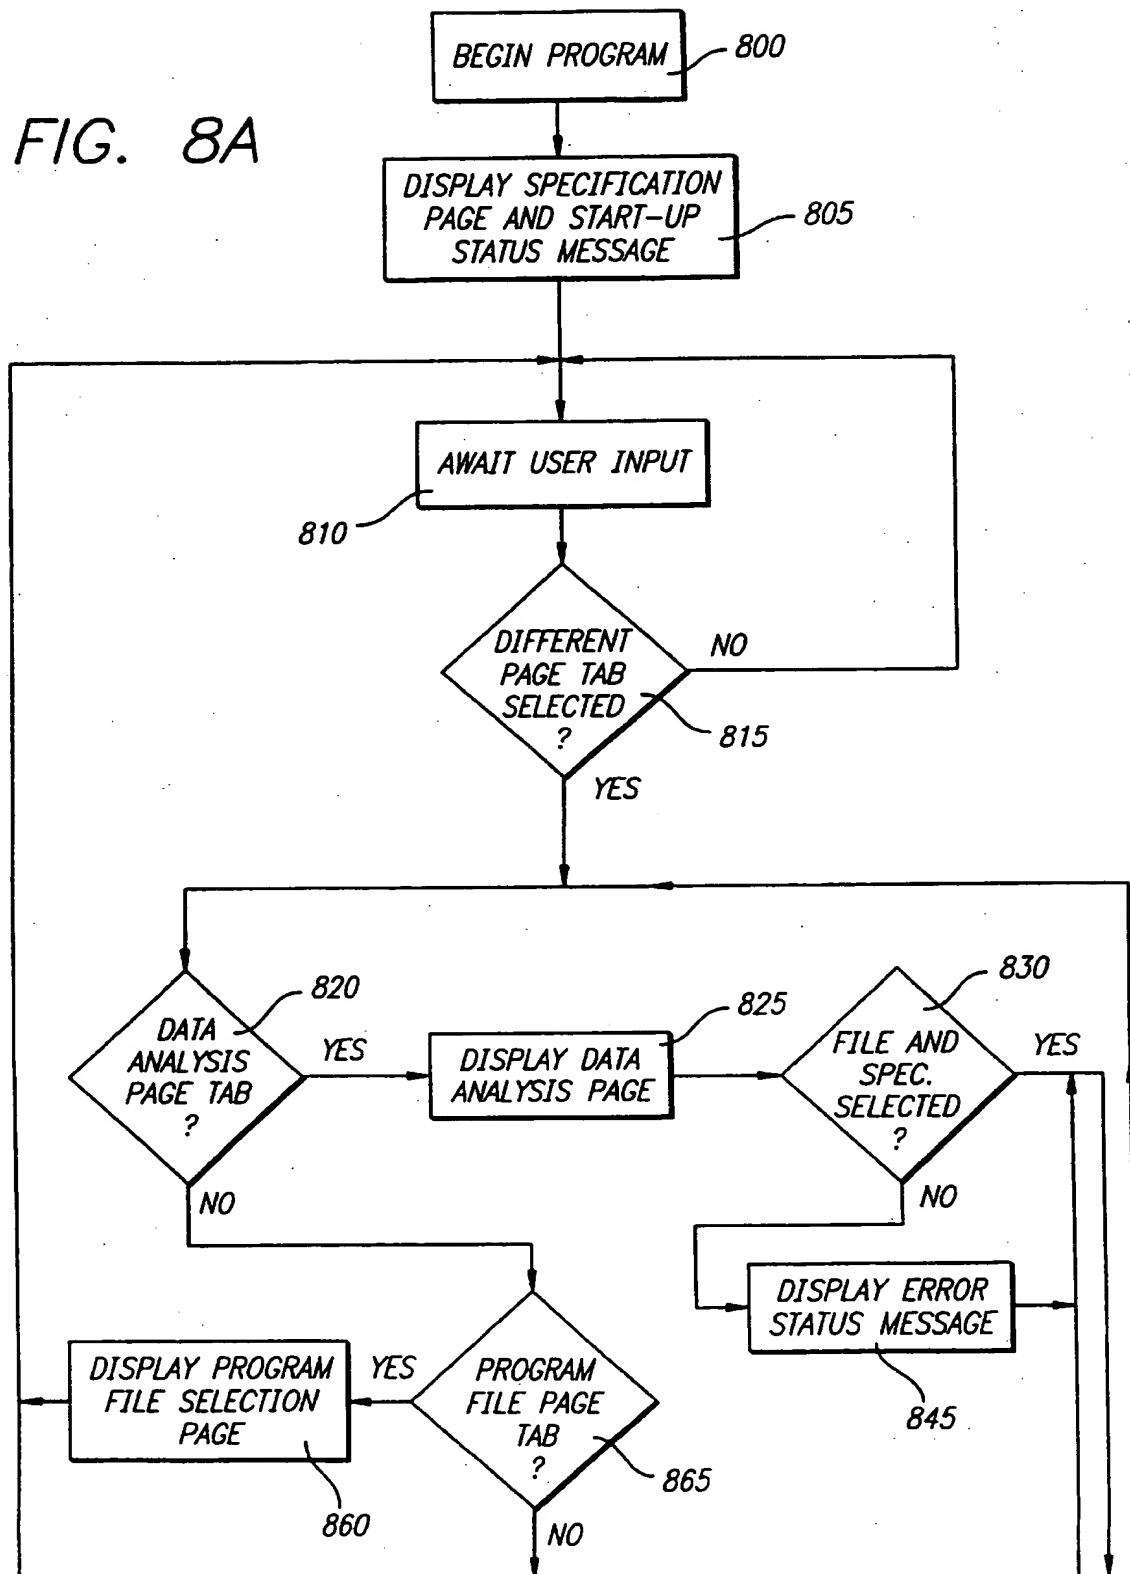 BEGIN PROGRAM
800
FIG. 8A
DISPLAY SPECIFICATION
PAGE AND START-UP
STATUS MESSAGE
805
AWAIT USER INPUT
810
DIFFERENT
PAGE TAB
SELECTED
?
NO
815
YES
820
DATA
ANALYSIS
PAGE TAB
?
YES
NO
825
DISPLAY DATA
ANALYSIS PAGE
830
FILE AND
SPEC.
SELECTED
?
YES
NO
DISPLAY ERROR
STATUS MESSAGE
845
DISPLAY PROGRAM
FILE SELECTION
PAGE
860
YES
PROGRAM
FILE PAGE
TAB
?
865
NO